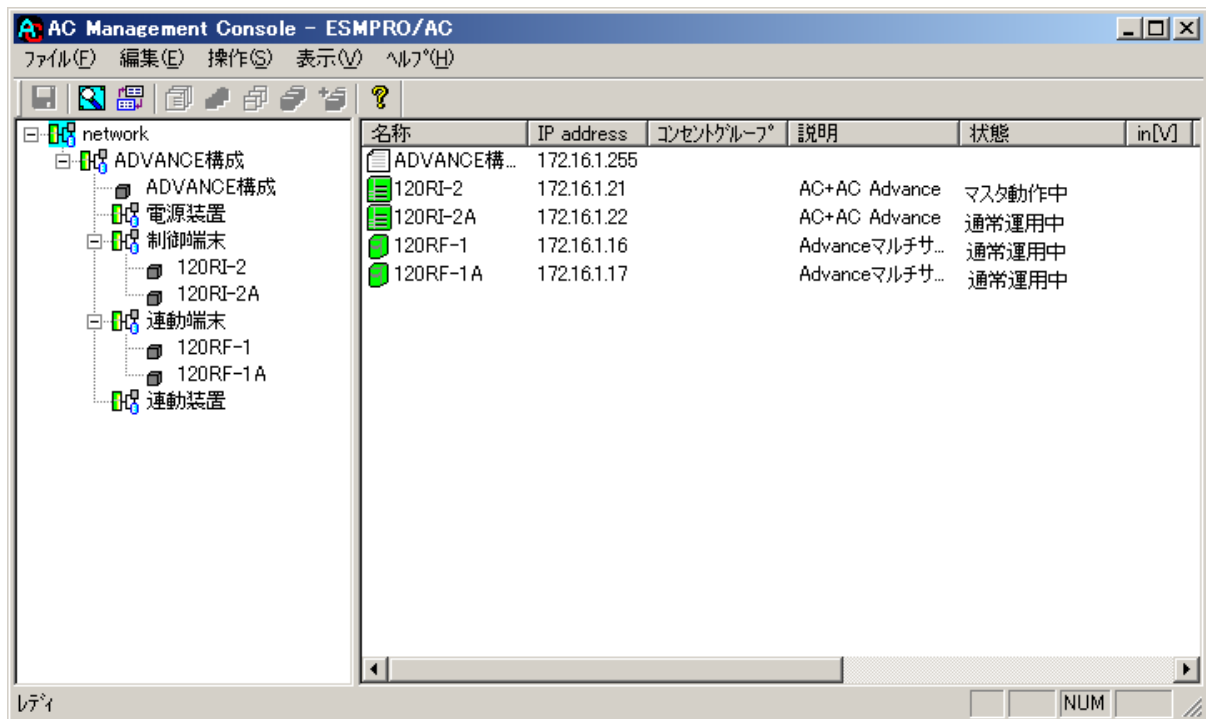 AC Management Console - ESMPRO/AC
ファイル(F) 編集(E) 操作(S) 表示(V) ヘルプ(H)
network
ADVANCE構成
ADVANCE構成
電源装置
制御端末
120RI-2
120RI-2A
連動端末
120RF-1
120RF-1A
連動装置
名称 IP address コンセントグループ 説明 状態 in[V]
ADVANCE構... 172.16.1.255
120RI-2 172.16.1.21 AC+AC Advance マスタ動作中
120RI-2A 172.16.1.22 AC+AC Advance 通常運用中
120RF-1 172.16.1.16 Advanceマルチサ... 通常運用中
120RF-1A 172.16.1.17 Advanceマルチサ... 通常運用中
レディ NUM